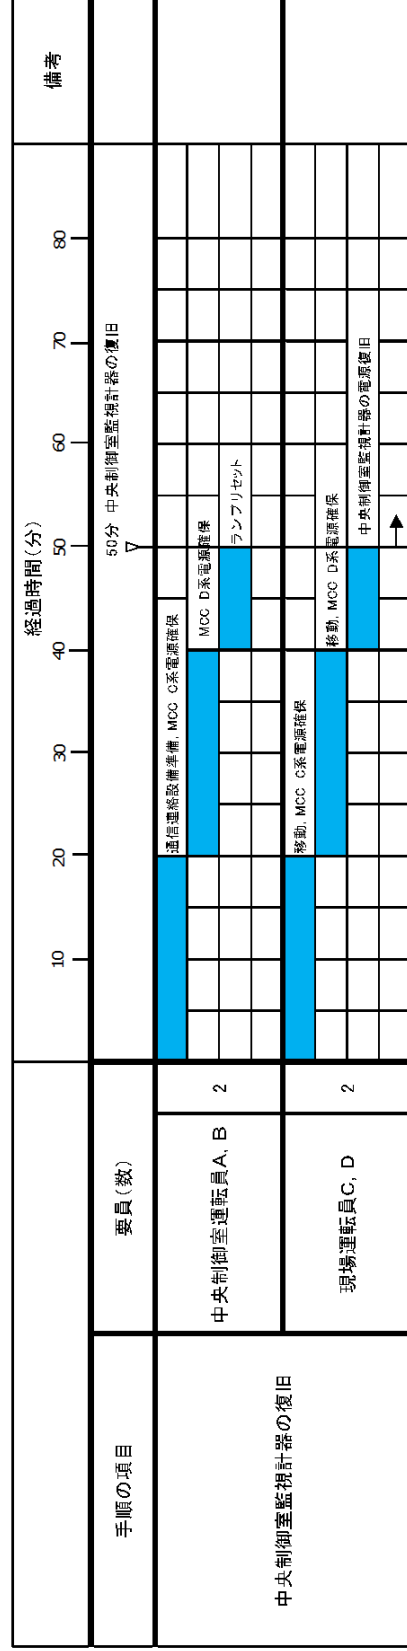 経過時間(分)
備考
10 20 30 40 50 60 70 80
手順の項目
要員(数)
50分 中央制御室監視計器の復旧
中央制御室監視計器の復旧
中央制御室運転員A, B
2
通信連絡設備準備, MCC C系電源確保
MCC D系電源確保
ランプリセット
現場運転員C, D
2
移動, MCC C系電源確保
移動, MCC D系電源確保
中央制御室監視計器の電源復旧